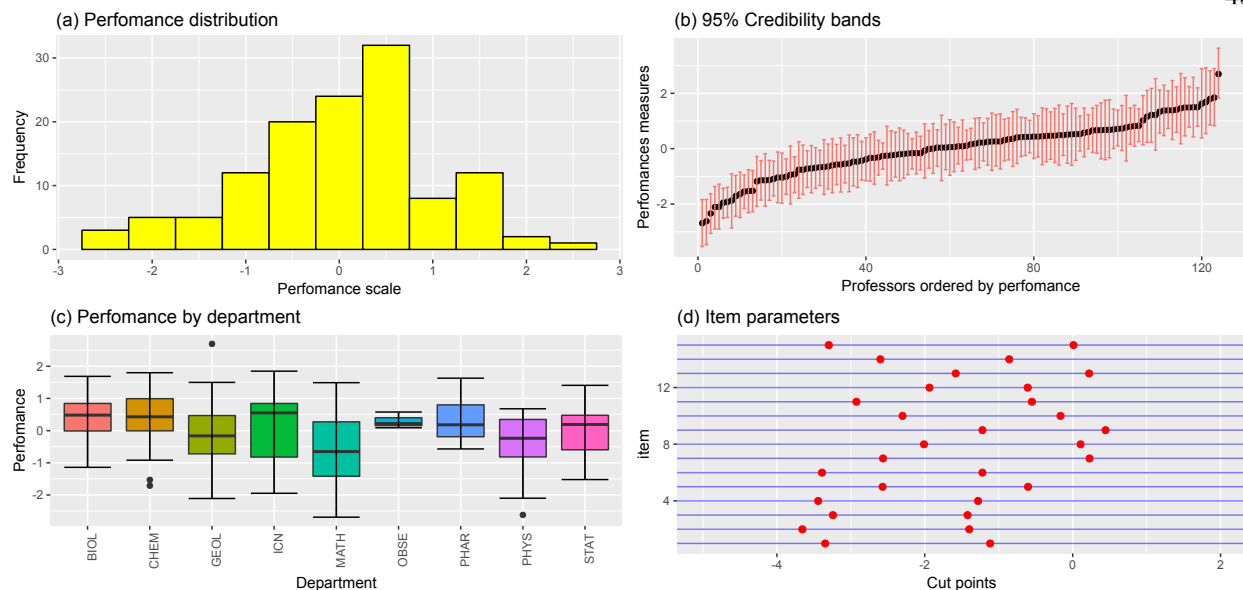 (a) Perfomance distribution
30
20
10
0
Frequency
-3 -2 -1 0 1 2 3
Perfomance scale
(b) 95% Credibility bands
2
0
-2
Perfomances measures
0 40 80 120
Professors ordered by perfomance
(c) Perfomance by department
2
1
0
-1
-2
Perfomance
BIOL CHEM GEOL ICN MATH OBSE PHAR PHYS STAT
Department
(d) Item parameters
12
8
4
item
-4 -2 0 2
Cut points